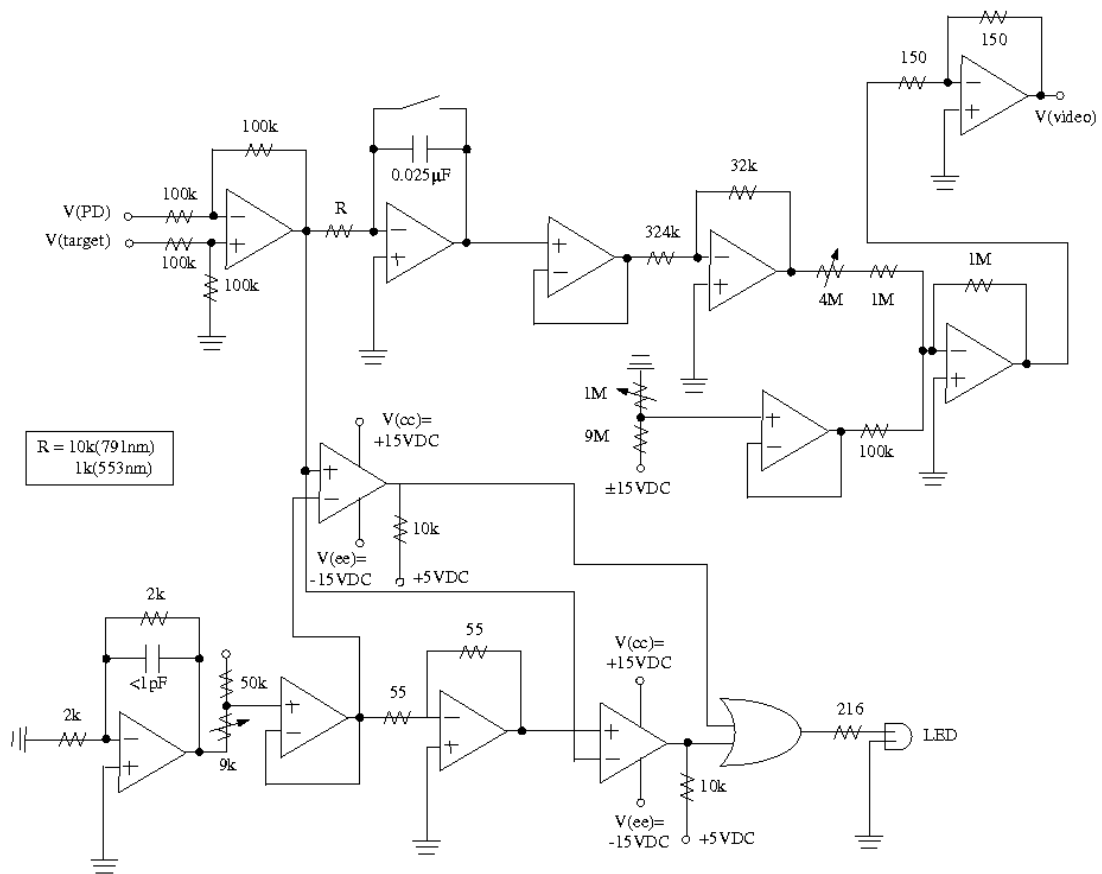 150
150
V(video)
100k
0.025μF
32k
V(PD)
100k
R
324k
V(target)
100k
100k
4M
1M
1M
1M
9M
±15VDC
100k
V(cc)=
+15VDC
R = 10k(791nm)
1k(553nm)
10k
V(ee)=
-15VDC
+5VDC
2k
<1pF
50k
2k
9k
55
55
V(cc)=
+15VDC
216
LED
10k
V(ee)=
-15VDC
+5VDC